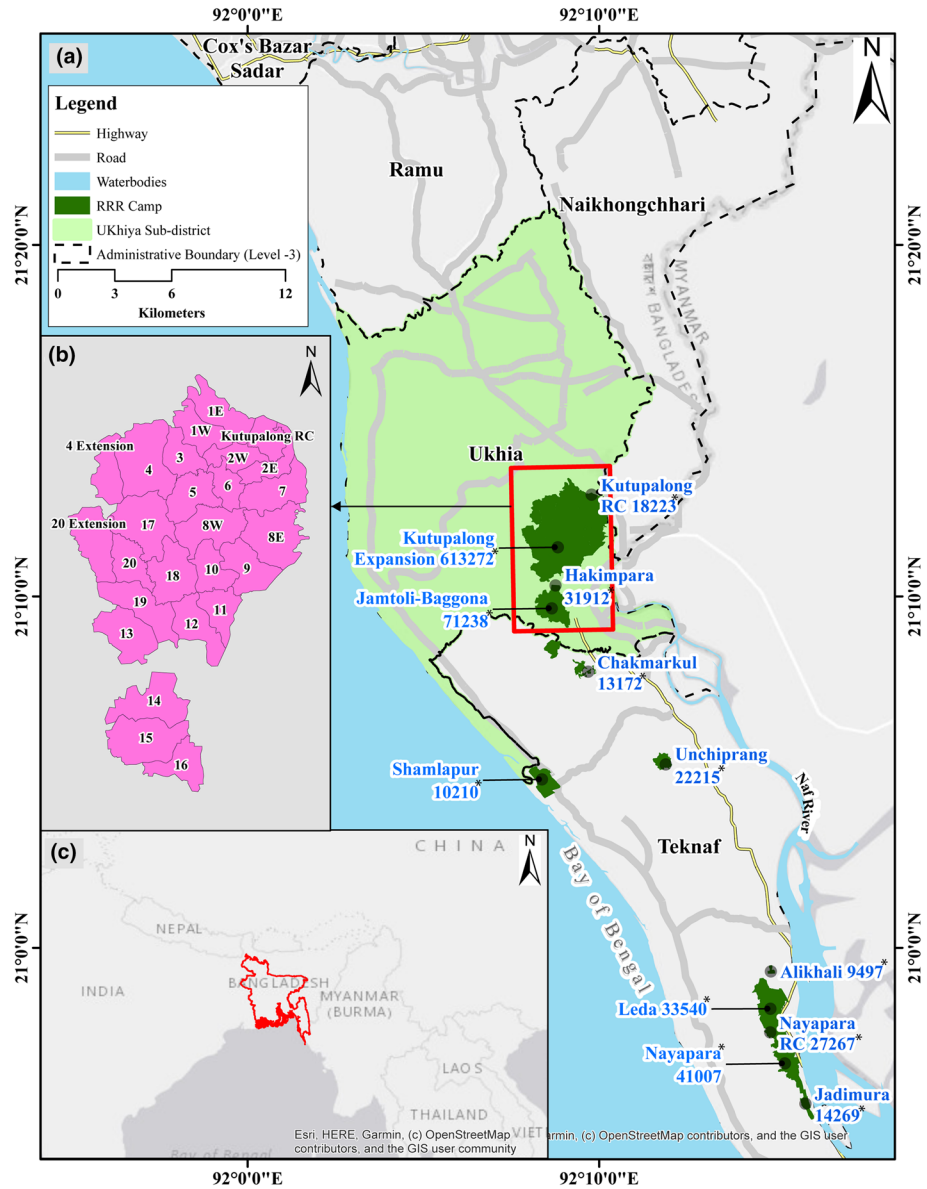 92°0'0"E
92°10'0"E
(a)
Cox's Bazar
Sadar
N
Legend
Highway
Road
Waterbodies
RRR Camp
UKhiya Sub-district
Administrative Boundary (Level -3)
0 3 6 12
Kilometers
Ramu
Naikhongchhari
21°20'0"N
21°20'0"N
MYANMAR
BANGLADESH
(b)
N
1E
1W
Kutupalong RC
4 Extension
3
2W
4
2E
5
6
7
20 Extension
17
8W
8E
20
18
10
9
19
11
13
12
14
15
16
Ukhia
Kutupalong
RC 18223*
Kutupalong
Expansion 613272*
Hakimpara
31912*
Jamtoli-Baggona
71238*
21°10'0"N
21°10'0"N
Chakmarkul
13172*
Unchiprang
22215*
Shamlapur
10210*
Naf River
Teknaf
Bay of Bengal
21°0'0"N
21°0'0"N
Alikhali 9497*
Leda 33540*
Nayapara
RC 27267*
Nayapara*
41007
Jadimura
14269*
(c)
N
CHINA
NEPAL
INDIA
BANGLADESH
MYANMAR
(BURMA)
LAOS
THAILAND
VIET
Bay of Bengal
Esri, HERE, Garmin, (c) OpenStreetMap
contributors, and the GIS user community
armin, (c) OpenStreetMap contributors, and the GIS user
92°0'0"E
92°10'0"E